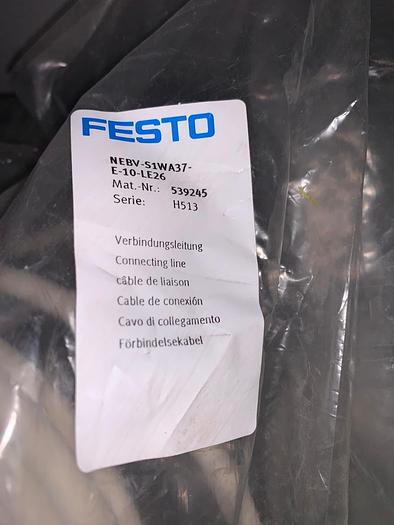 FESTO
NEBV-S1WA37-
E-10-LE26
Mat.-Nr.: 539245
Serie: H513
Verbindungsleitung
Connecting line
câble de liaison
Cable de conexión
Cavo di collegamento
Förbindelsekabel